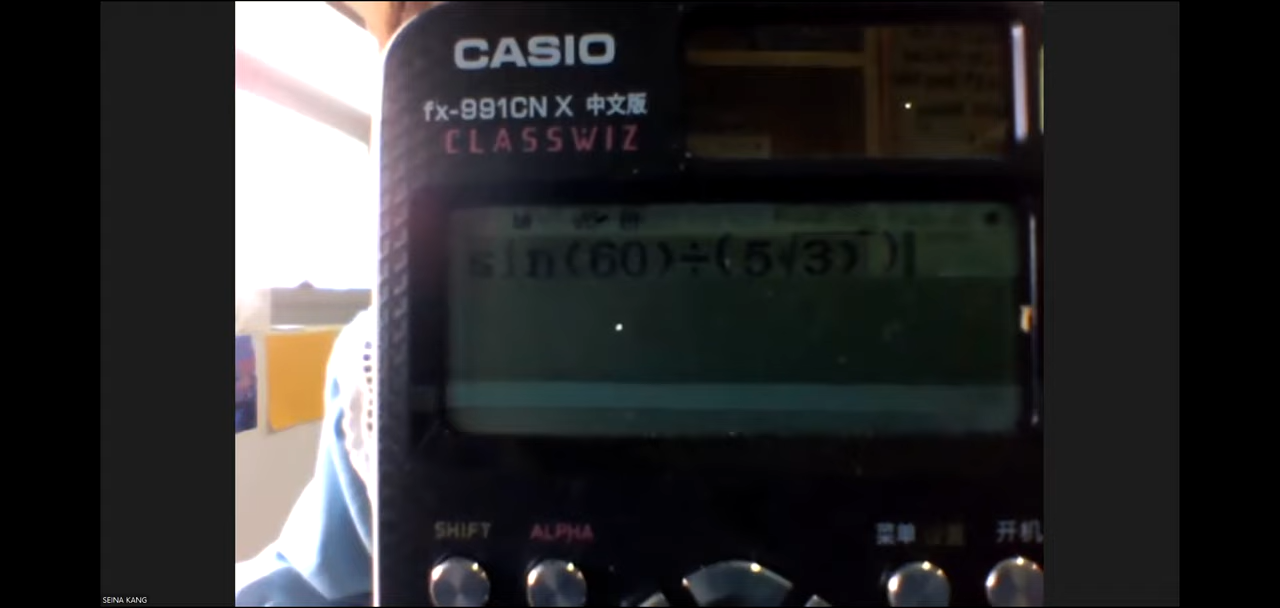 CASIO
fx-991CN X 中文版
CLASSWIZ
sin(60)÷(5√3))
SHIFT ALPHA 菜单 开机
SEINA KANG